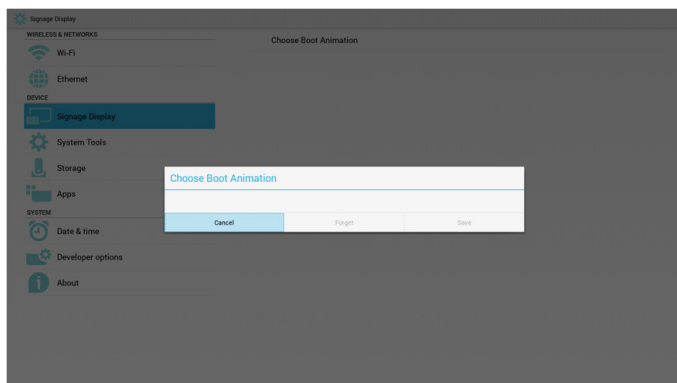 Signage Display
WIRELESS & NETWORKS
Wi-Fi
Ethernet
DEVICE
Signage Display
System Tools
Storage
Apps
SYSTEM
Date & time
Developer options
About
Choose Boot Animation
Choose Boot Animation
Cancel Forget Save